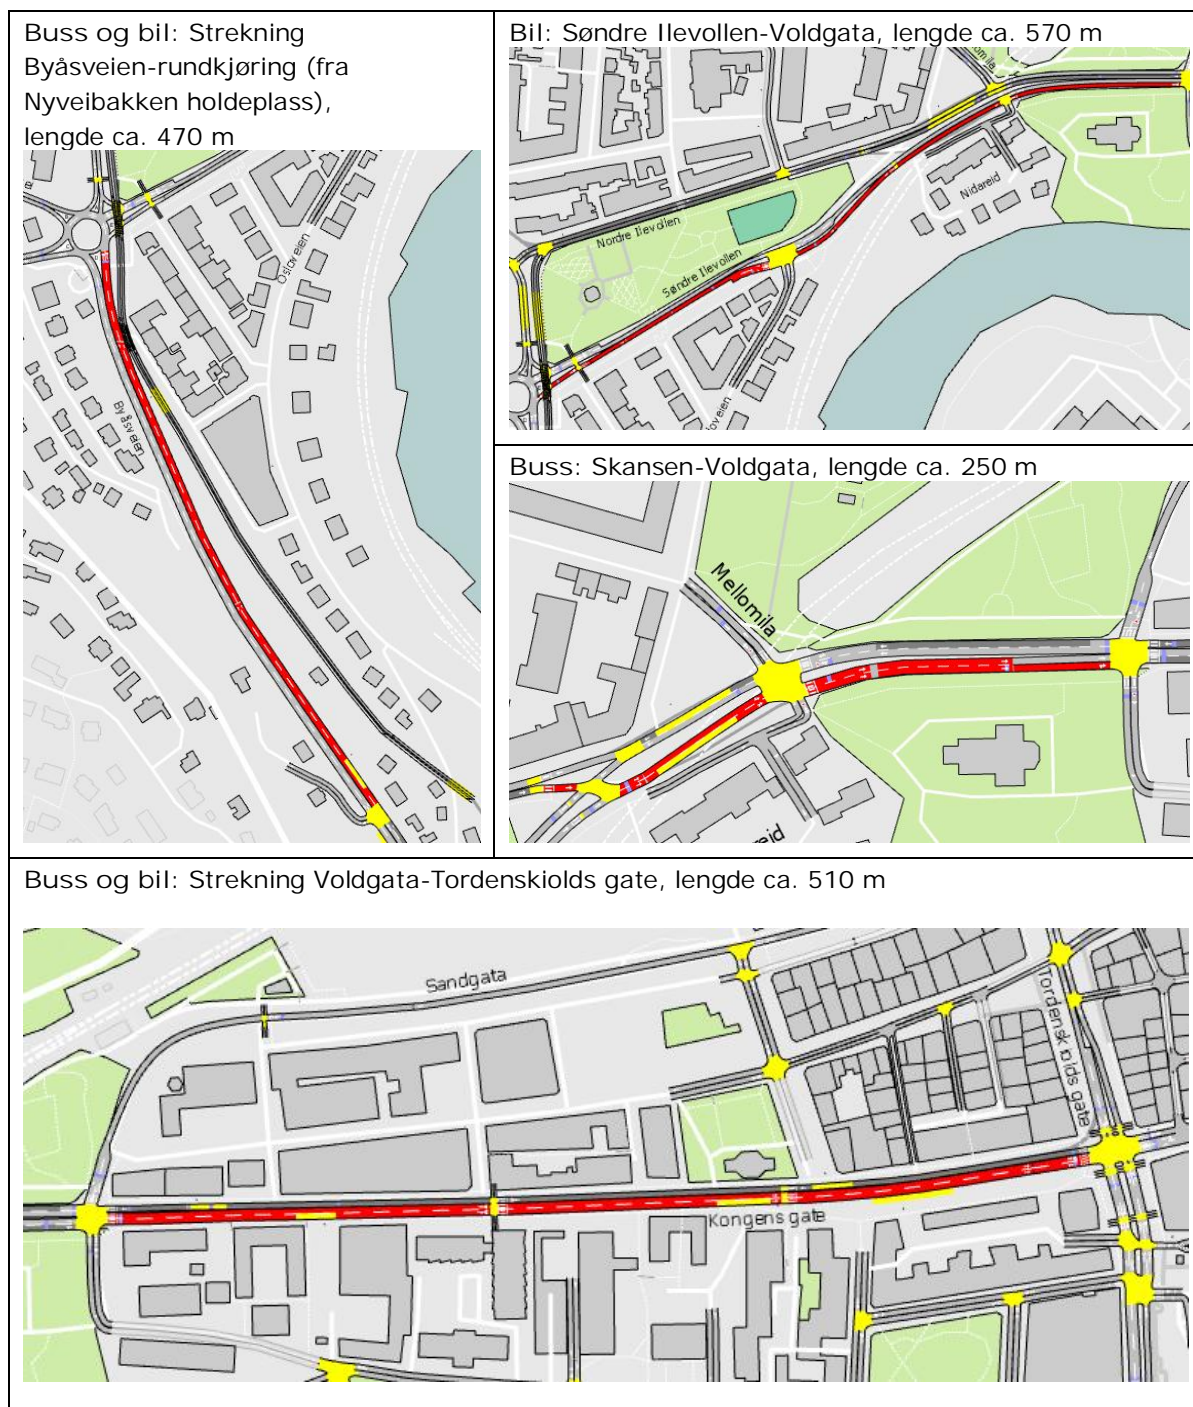 Buss og bil: Strekning
Byåsveien-rundkjøring (fra
Nyveibakken holdeplass),
lengde ca. 470 m
Osloveien
Byåsveien
Bil: Søndre Ilevollen-Voldgata, lengde ca. 570 m
Nidareid
Nordre Ilevollen
Søndre Ilevollen
Buss: Skansen-Voldgata, lengde ca. 250 m
Mellomila
Buss og bil: Strekning Voldgata-Tordenskiolds gate, lengde ca. 510 m
Sandgata
Tordenskiolds gate
Kongens gate